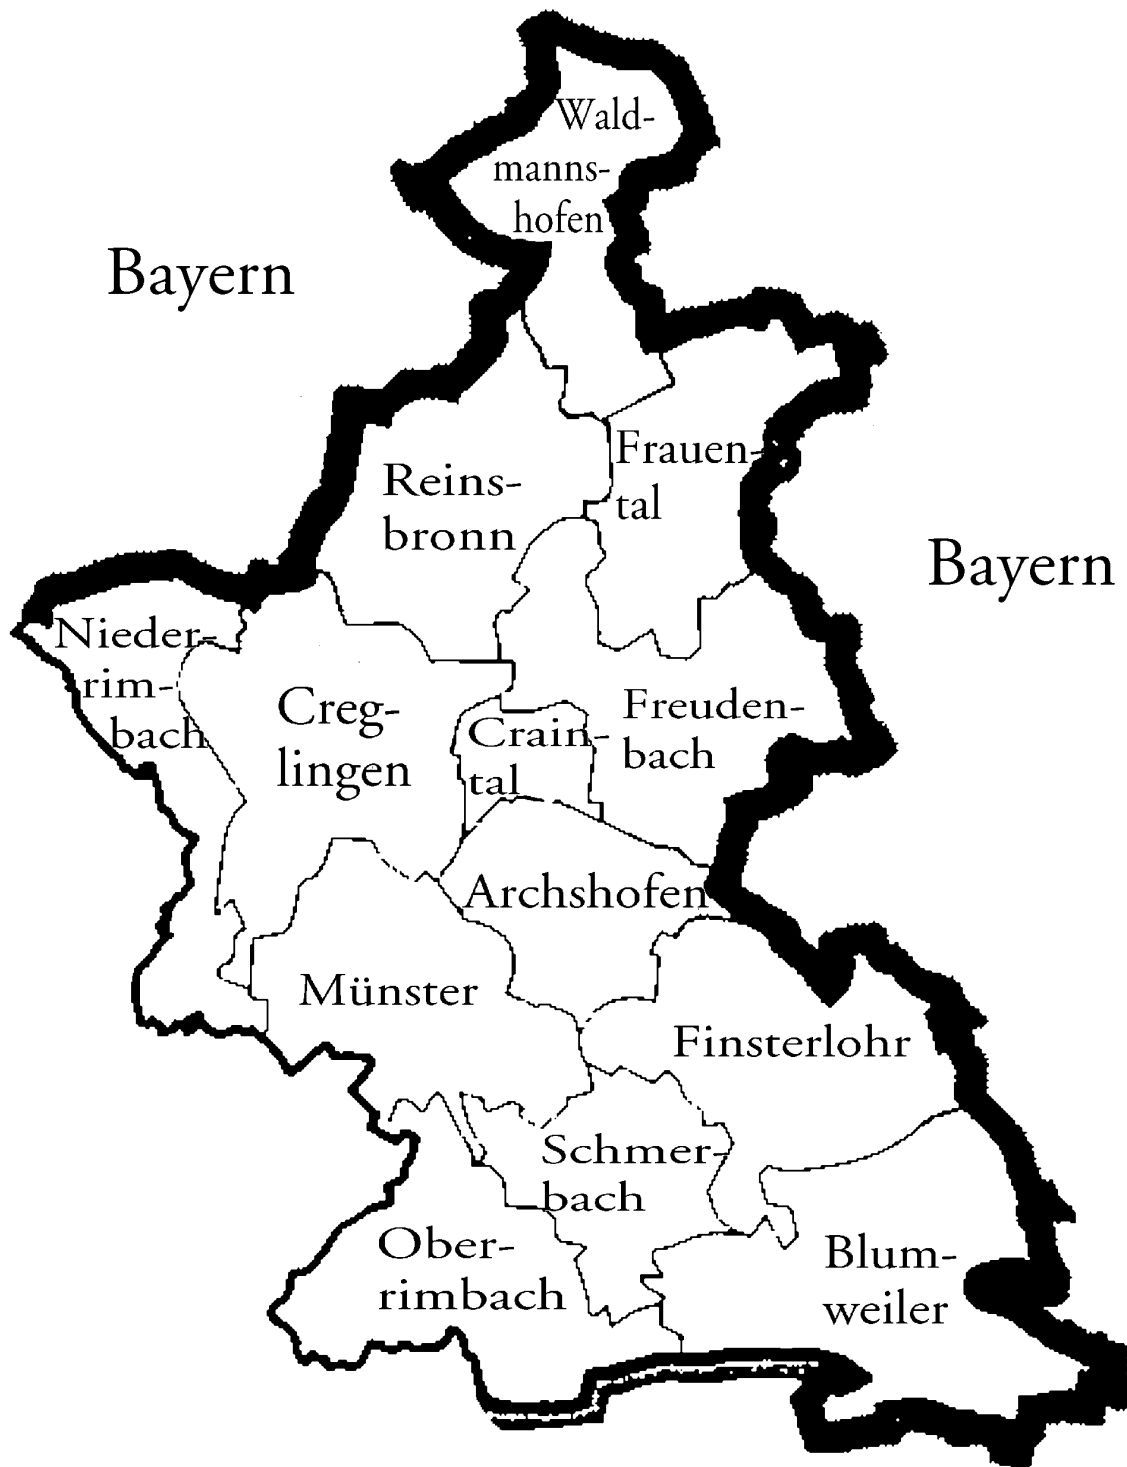 Wald-
manns-
hofen
Bayern
Frauen-
tal
Reins-
bronn
Bayern
Nieder-
rim-
bach
Creg-
lingen
Crain-
tal
Freuden-
bach
Archshofen
Münster
Finsterlohr
Schmer-
bach
Ober-
rimbach
Blum-
weiler